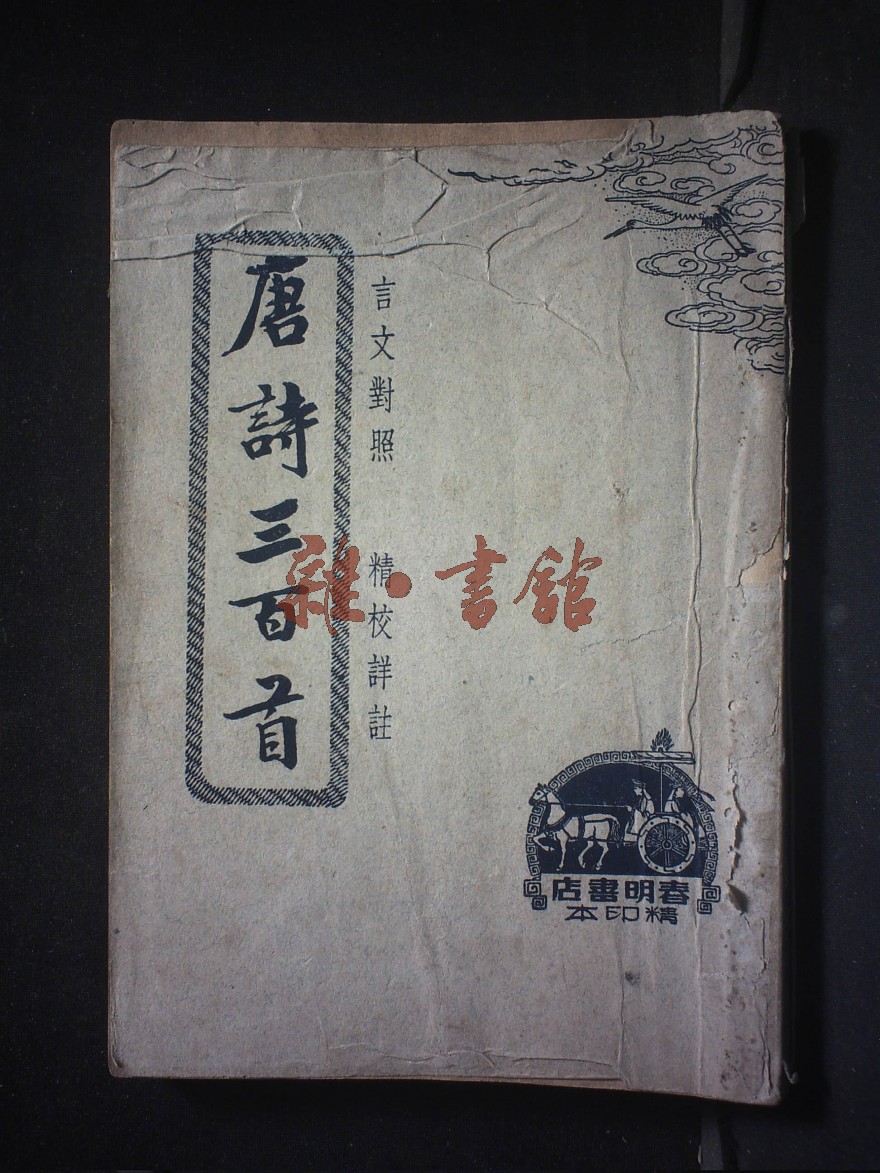 唐詩三百首
言文對照 精校詳註
雜·書館
春明書店
精印本